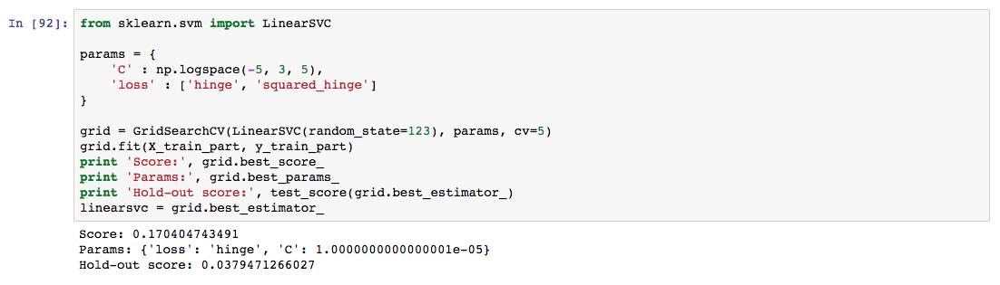 In [92]: from sklearn.svm import LinearSVC
params = {
    'C' : np.logspace(-5, 3, 5),
    'loss' : ['hinge', 'squared_hinge']
}
grid = GridSearchCV(LinearSVC(random_state=123), params, cv=5)
grid.fit(X_train_part, y_train_part)
print 'Score:', grid.best_score_
print 'Params:', grid.best_params_
print 'Hold-out score:', test_score(grid.best_estimator_)
linearsvc = grid.best_estimator_
Score: 0.170404743491
Params: {'loss': 'hinge', 'C': 1.0000000000000001e-05}
Hold-out score: 0.0379471266027